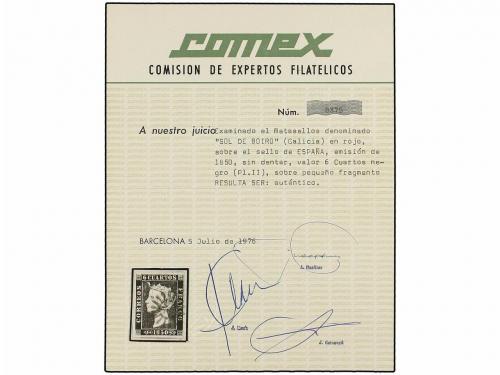 comex
COMISION DE EXPERTOS FILATELICOS
Núm.
A nuestro juicio Examinado el Matasellos denominado
"SOL DE BOIRO" (Galicia) en rojo,
sobre el sello de ESPAÑA, emisión de
1850, sin dentar, valor 6 Cuartos ne-
gro (Pl.II), sobre pequeño fragmento
RESULTA SER: auténtico.
BARCELONA 5 Julio de 1976
6 CUARTOS
CORREOS
FRANCO
1850